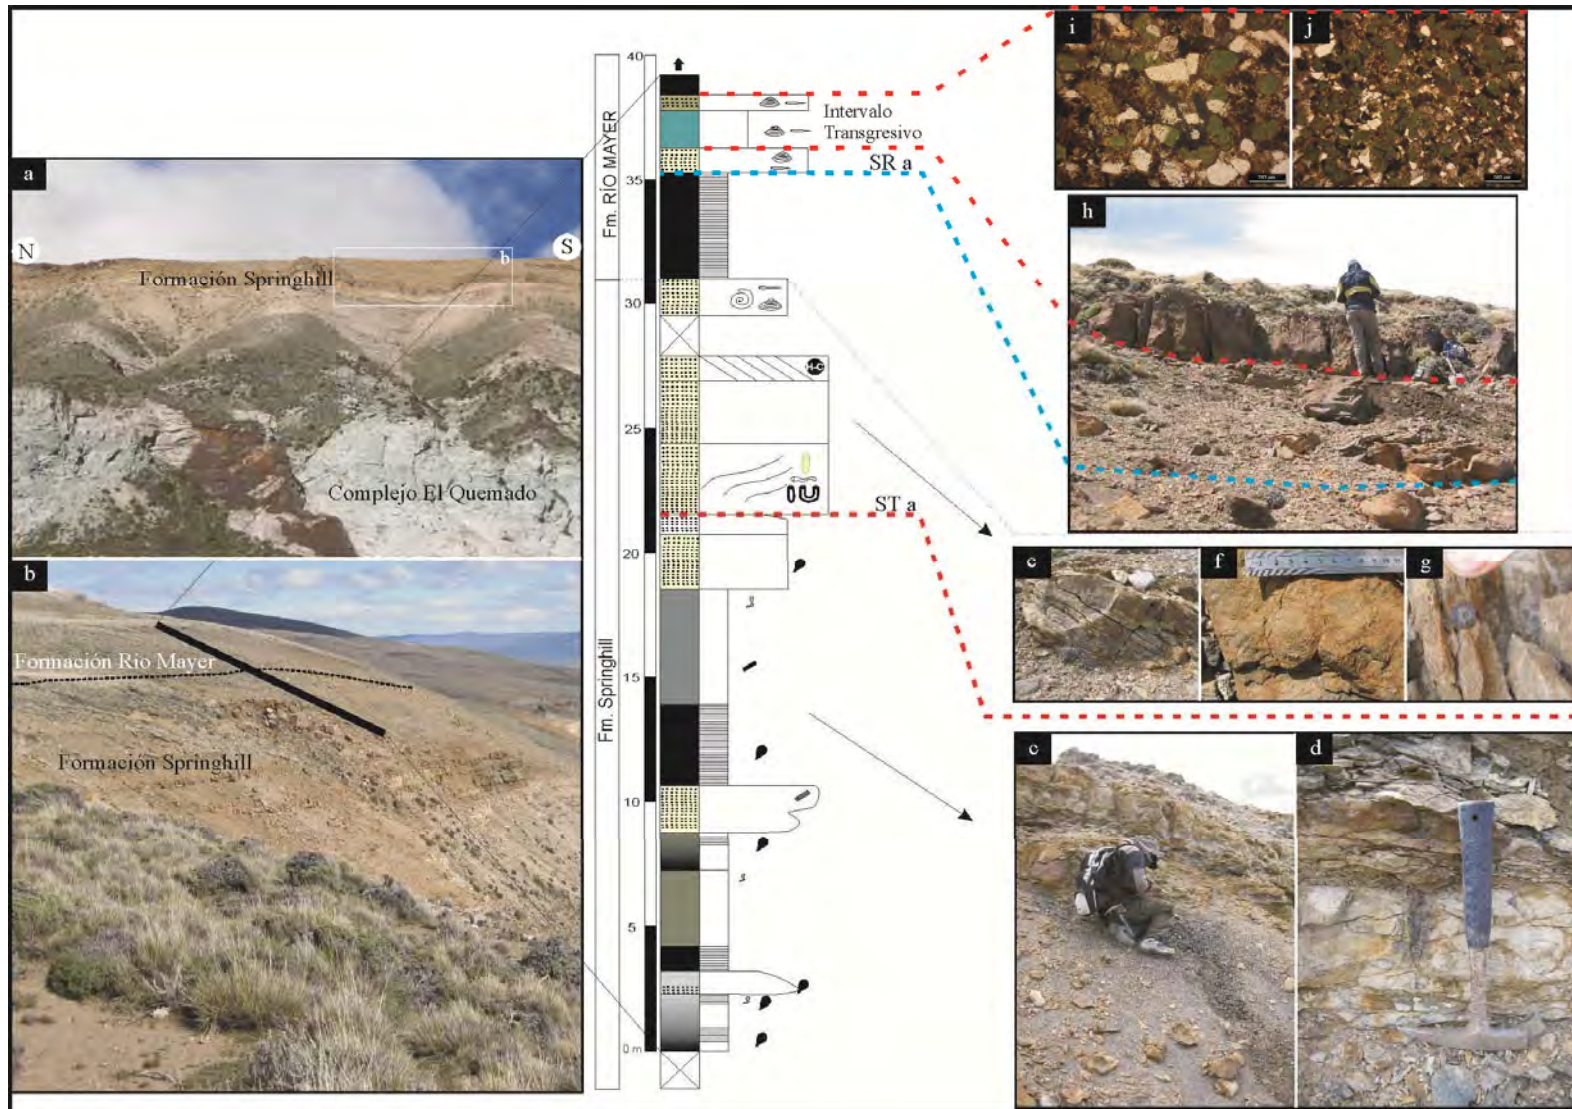 a
N
S
b
Formación Springhill
Complejo El Quemado
b
Formación Río Mayer
Formación Springhill
Fm. RÍO MAYER
Fm. Springhill
40
35
30
25
20
15
10
5
0 m
Intervalo
Transgresivo
SR a
H-C
ST a
i
j
h
e
f
g
c
d